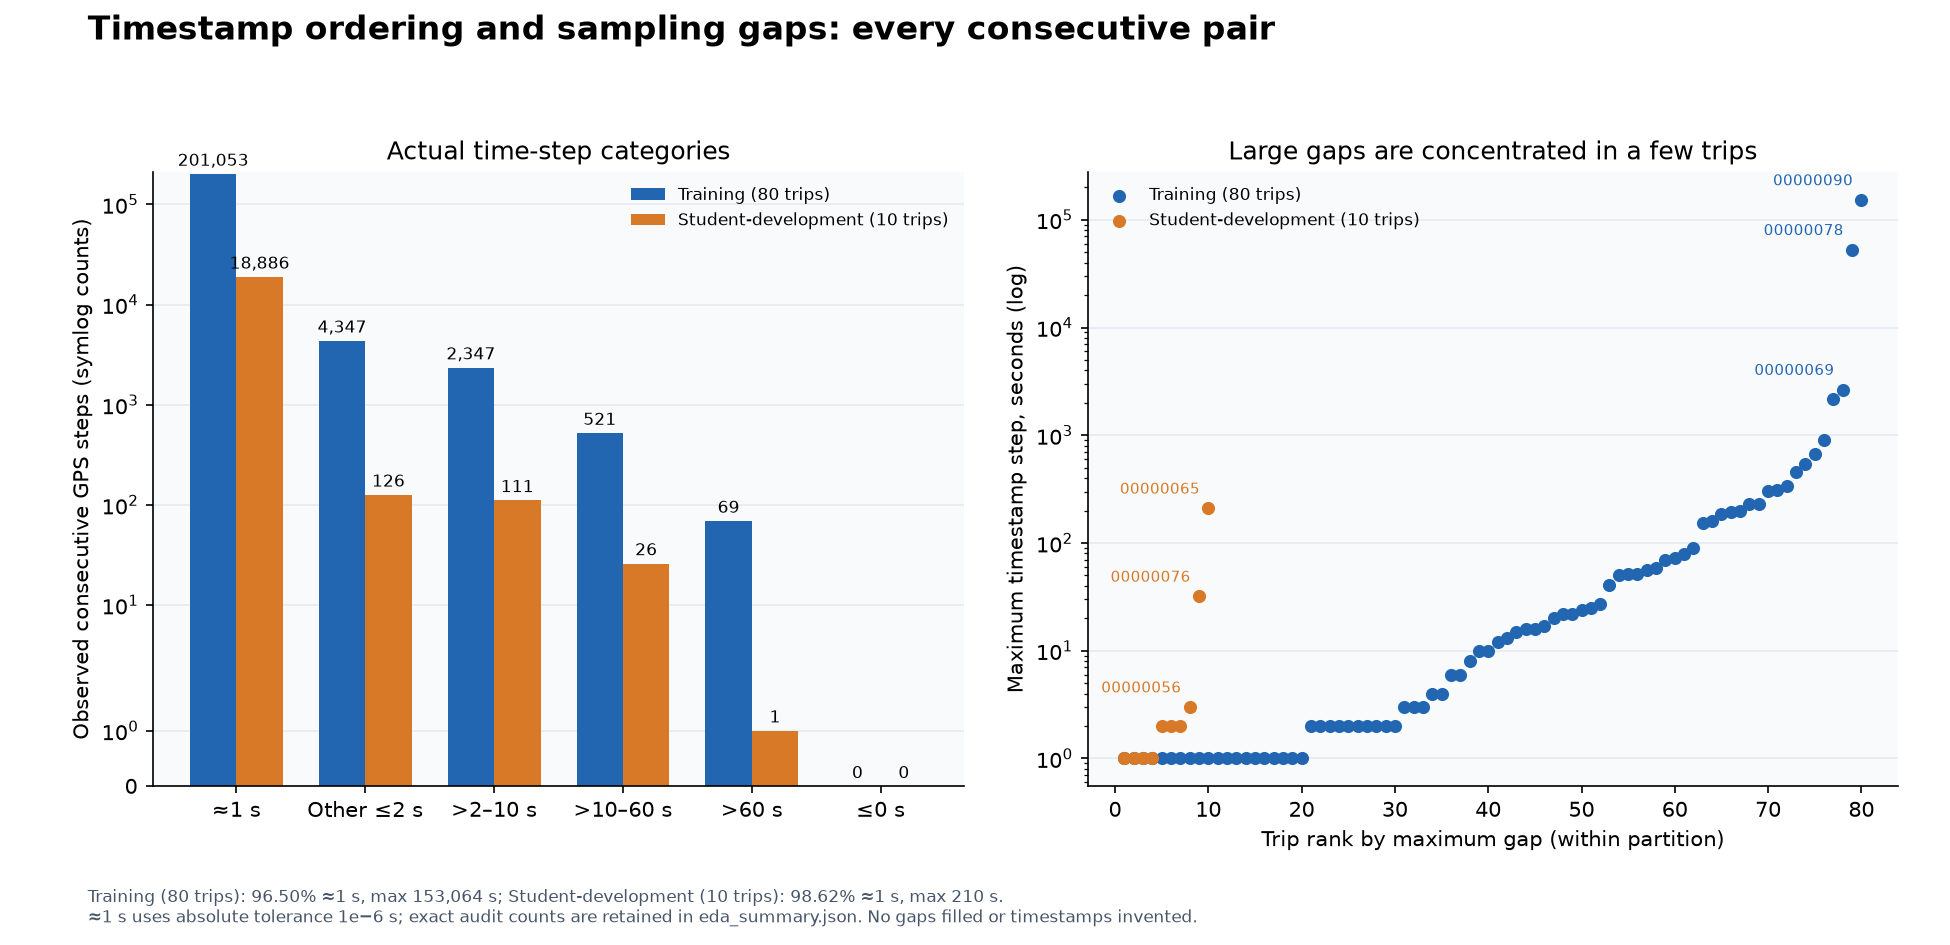 Timestamp ordering and sampling gaps: every consecutive pair
Actual time-step categories
Observed consecutive GPS steps (symlog counts)
10⁵
10⁴
10³
10²
10¹
10⁰
0
201,053
18,886
4,347
126
2,347
111
521
26
69
1
0
0
Training (80 trips)
Student-development (10 trips)
≈1 s
Other ≤2 s
>2–10 s
>10–60 s
>60 s
≤0 s
Large gaps are concentrated in a few trips
Maximum timestamp step, seconds (log)
10⁵
10⁴
10³
10²
10¹
10⁰
Training (80 trips)
Student-development (10 trips)
00000090
00000078
00000069
00000065
00000076
00000056
0
10
20
30
40
50
60
70
80
Trip rank by maximum gap (within partition)
Training (80 trips): 96.50% ≈1 s, max 153,064 s; Student-development (10 trips): 98.62% ≈1 s, max 210 s.
≈1 s uses absolute tolerance 1e−6 s; exact audit counts are retained in eda_summary.json. No gaps filled or timestamps invented.